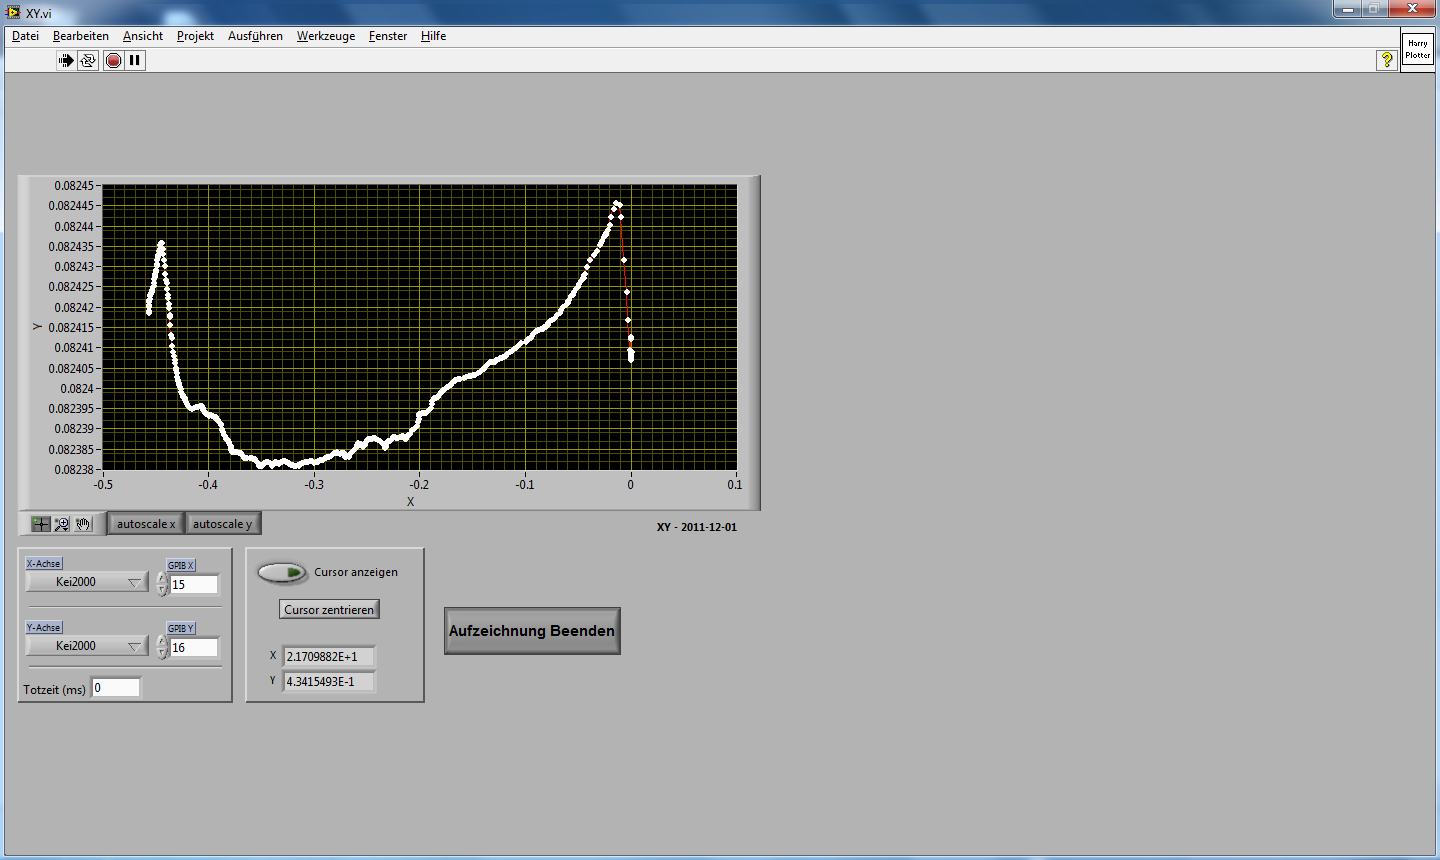 XY.vi
Datei Bearbeiten Ansicht Projekt Ausführen Werkzeuge Fenster Hilfe
?
Harry
Plotter
0.08245
0.082445
0.08244
0.082435
0.08243
0.082425
0.08242
0.082415
0.08241
0.082405
0.0824
0.082395
0.08239
0.082385
0.08238
Y
-0.5 -0.4 -0.3 -0.2 -0.1 0 0.1
X
autoscale x autoscale y
XY - 2011-12-01
X-Achse GPIB X
Kei2000 15
Y-Achse GPIB Y
Kei2000 16
Totzeit (ms) 0
Cursor anzeigen
Cursor zentrieren
X 2.1709882E+1
Y 4.3415493E-1
Aufzeichnung Beenden